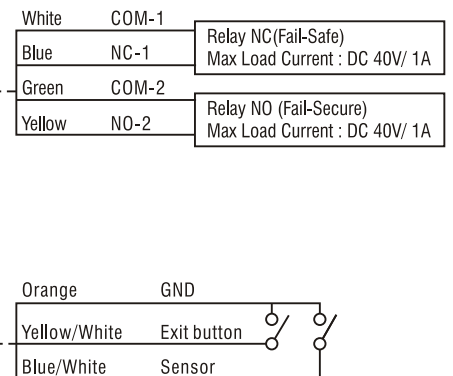 White COM-1
Relay NC(Fail-Safe)
Blue NC-1
Max Load Current : DC 40V/ 1A
Green COM-2
Relay NO (Fail-Secure)
Yellow NO-2
Max Load Current : DC 40V/ 1A
Orange GND
Yellow/White Exit button
Blue/White Sensor